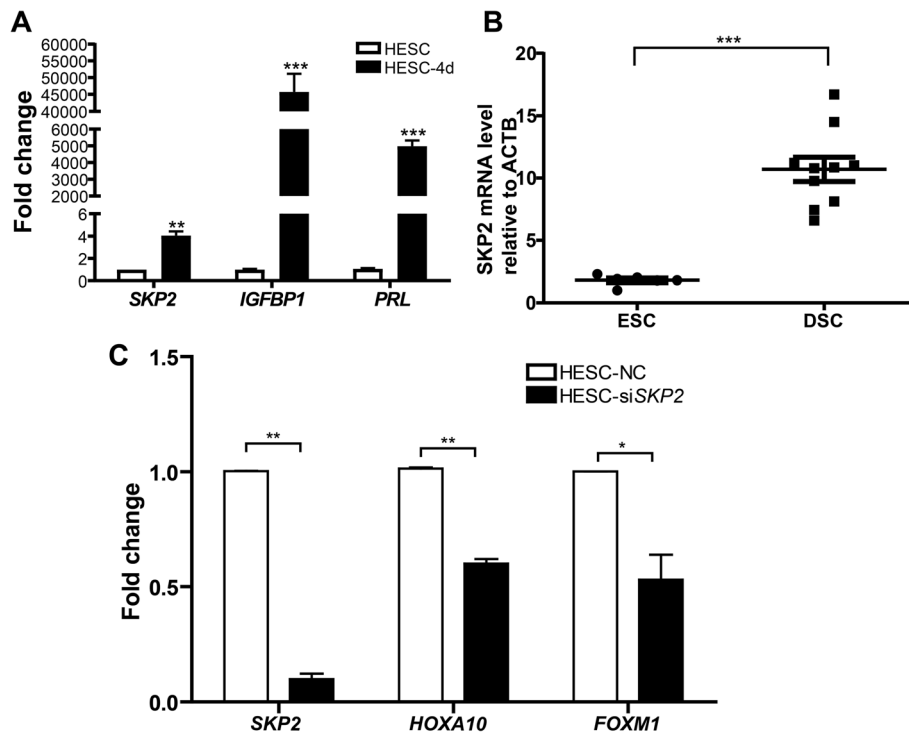 A
HESC
HESC-4d
Fold change
60000
55000
50000
45000
40000
6000
5000
4000
3000
2000
6
4
2
0
**
***
***
SKP2
IGFBP1
PRL
B
***
SKP2 mRNA level
relative to ACTB
20
15
10
5
0
ESC
DSC
C
HESC-NC
HESC-siSKP2
Fold change
1.5
1.0
0.5
0.0
**
**
*
SKP2
HOXA10
FOXM1